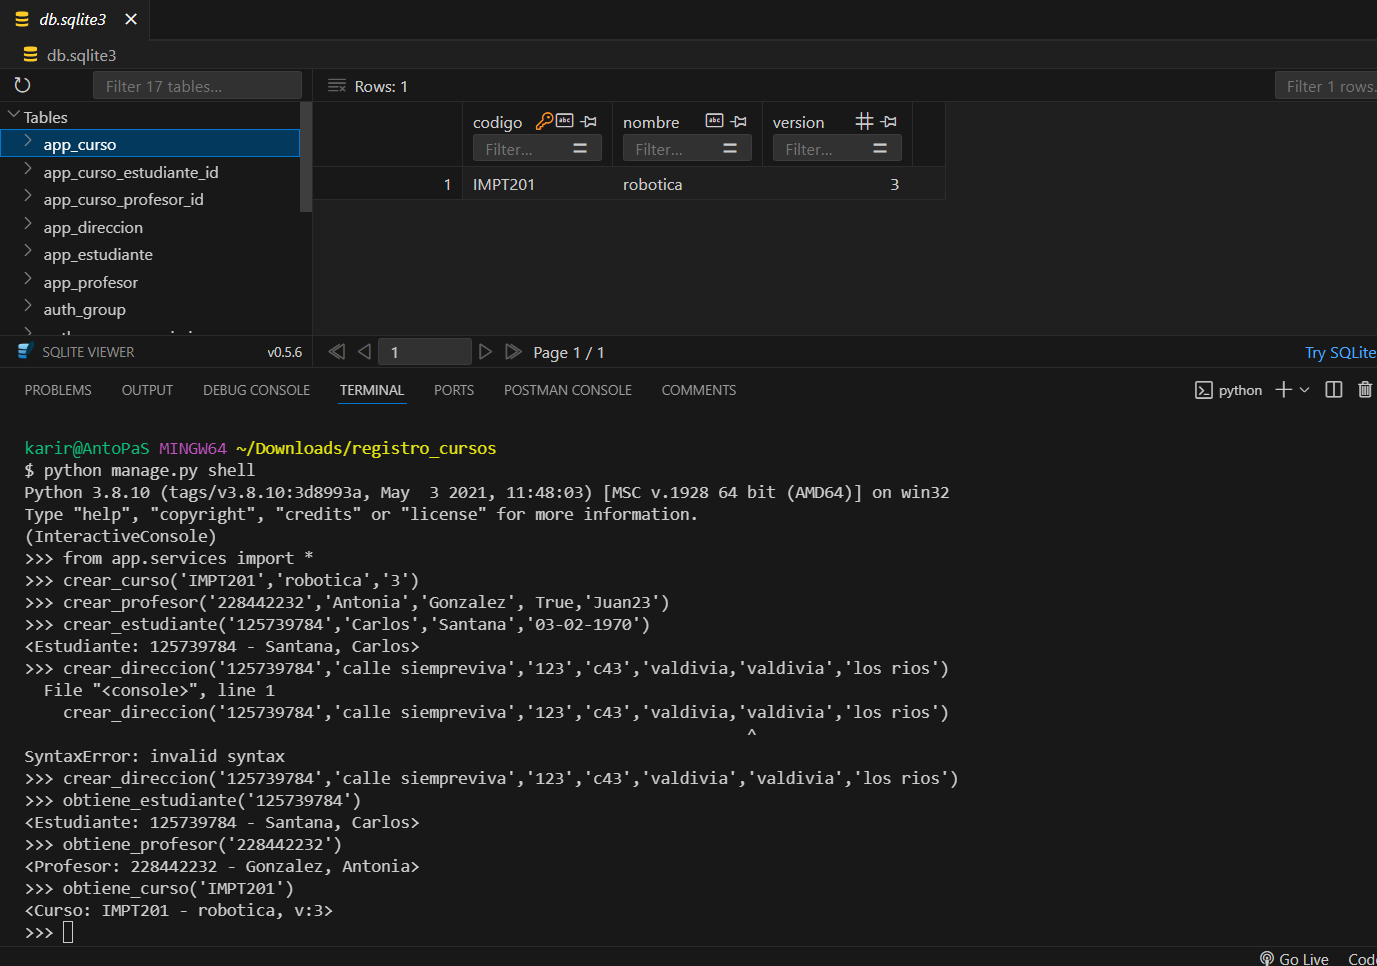 db.sqlite3
db.sqlite3
Filter 17 tables...
Rows: 1
Filter 1 rows.
Tables
app_curso
app_curso_estudiante_id
app_curso_profesor_id
app_direccion
app_estudiante
app_profesor
auth_group
codigo nombre version
Filter... Filter... Filter...
1 IMPT201 robotica 3
SQLITE VIEWER v0.5.6
1 Page 1 / 1
Try SQLite
PROBLEMS OUTPUT DEBUG CONSOLE TERMINAL PORTS POSTMAN CONSOLE COMMENTS
python
karir@AntoPaS MINGW64 ~/Downloads/registro_cursos
$ python manage.py shell
Python 3.8.10 (tags/v3.8.10:3d8993a, May  3 2021, 11:48:03) [MSC v.1928 64 bit (AMD64)] on win32
Type "help", "copyright", "credits" or "license" for more information.
(InteractiveConsole)
>>> from app.services import *
>>> crear_curso('IMPT201','robotica','3')
>>> crear_profesor('228442232','Antonia','Gonzalez', True,'Juan23')
>>> crear_estudiante('125739784','Carlos','Santana','03-02-1970')
<Estudiante: 125739784 - Santana, Carlos>
>>> crear_direccion('125739784','calle siempreviva','123','c43','valdivia,'valdivia','los rios')
File "<console>", line 1
crear_direccion('125739784','calle siempreviva','123','c43','valdivia,'valdivia','los rios')
^
SyntaxError: invalid syntax
>>> crear_direccion('125739784','calle siempreviva','123','c43','valdivia','valdivia','los rios')
>>> obtiene_estudiante('125739784')
<Estudiante: 125739784 - Santana, Carlos>
>>> obtiene_profesor('228442232')
<Profesor: 228442232 - Gonzalez, Antonia>
>>> obtiene_curso('IMPT201')
<Curso: IMPT201 - robotica, v:3>
>>>
Go Live Cod